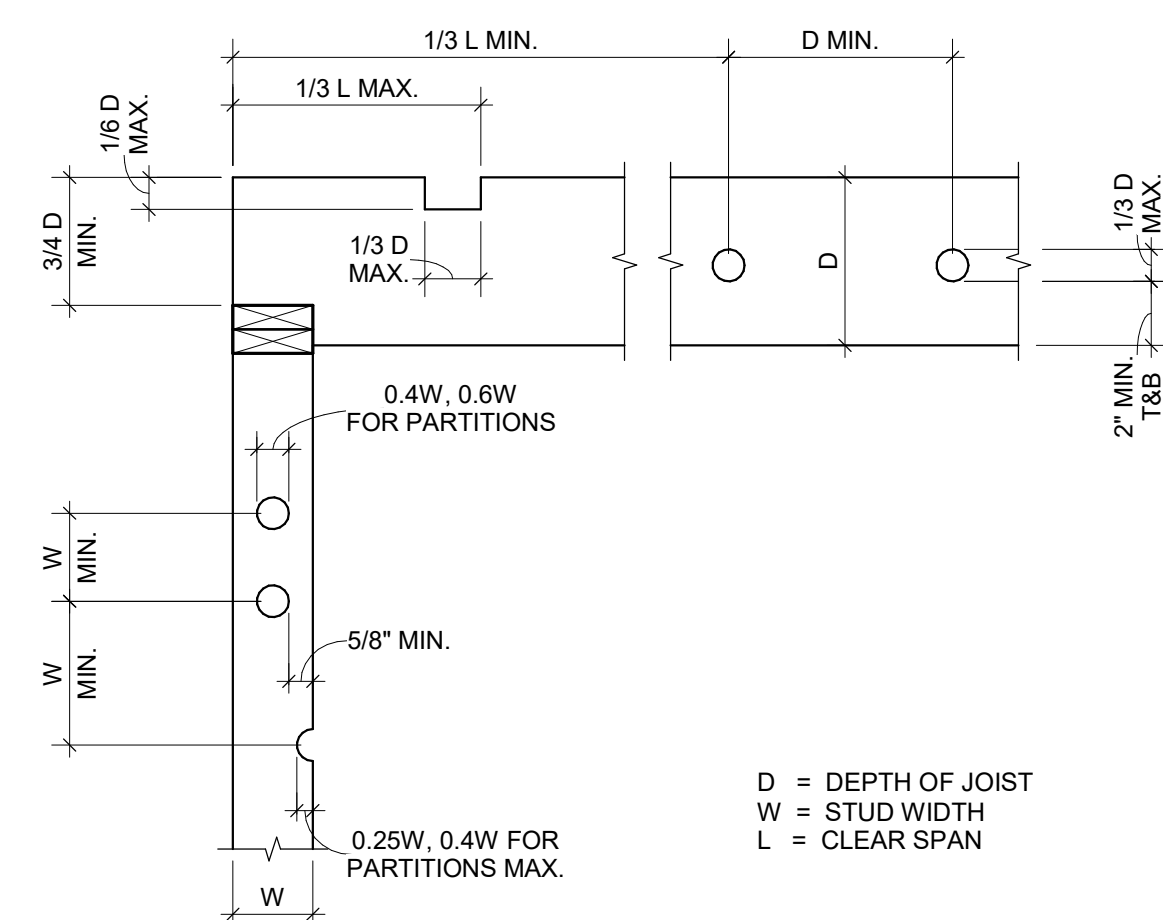 1/3 L MIN.
D MIN.
1/3 L MAX.
1/6 D
MAX.
3/4 D
MIN.
1/3 D
MAX.
D
1/3 D
MAX.
2" MIN.
T&B
0.4W, 0.6W
FOR PARTITIONS
W
MIN.
W
MIN.
5/8" MIN.
0.25W, 0.4W FOR
PARTITIONS MAX.
W
D = DEPTH OF JOIST
W = STUD WIDTH
L = CLEAR SPAN